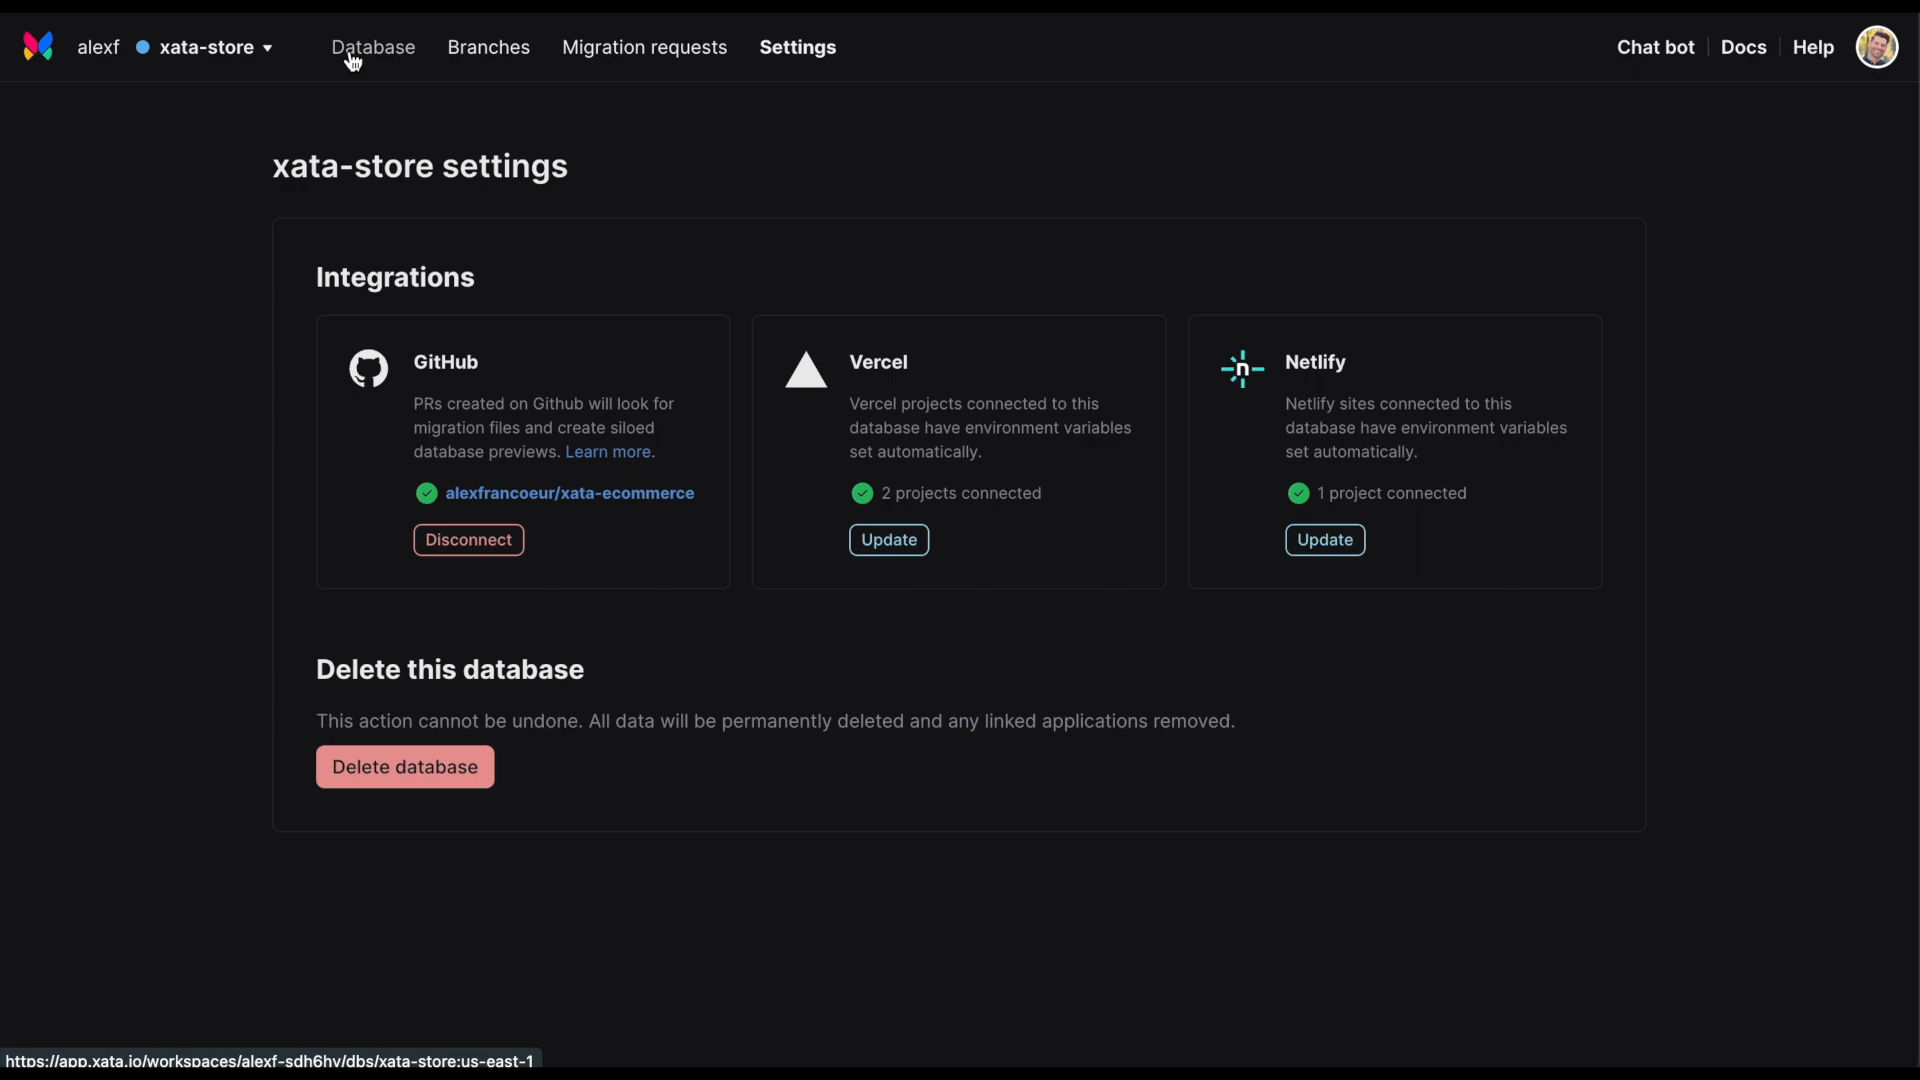 alexf xata-store Database Branches Migration requests Settings Chat bot Docs Help
xata-store settings
Integrations
GitHub
PRs created on Github will look for
migration files and create siloed
database previews. Learn more.
alexfrancoeur/xata-ecommerce
Disconnect
Vercel
Vercel projects connected to this
database have environment variables
set automatically.
2 projects connected
Update
n
Netlify
Netlify sites connected to this
database have environment variables
set automatically.
1 project connected
Update
Delete this database
This action cannot be undone. All data will be permanently deleted and any linked applications removed.
Delete database
https://app.xata.io/workspaces/alexf-sdh6hv/dbs/xata-store:us-east-1